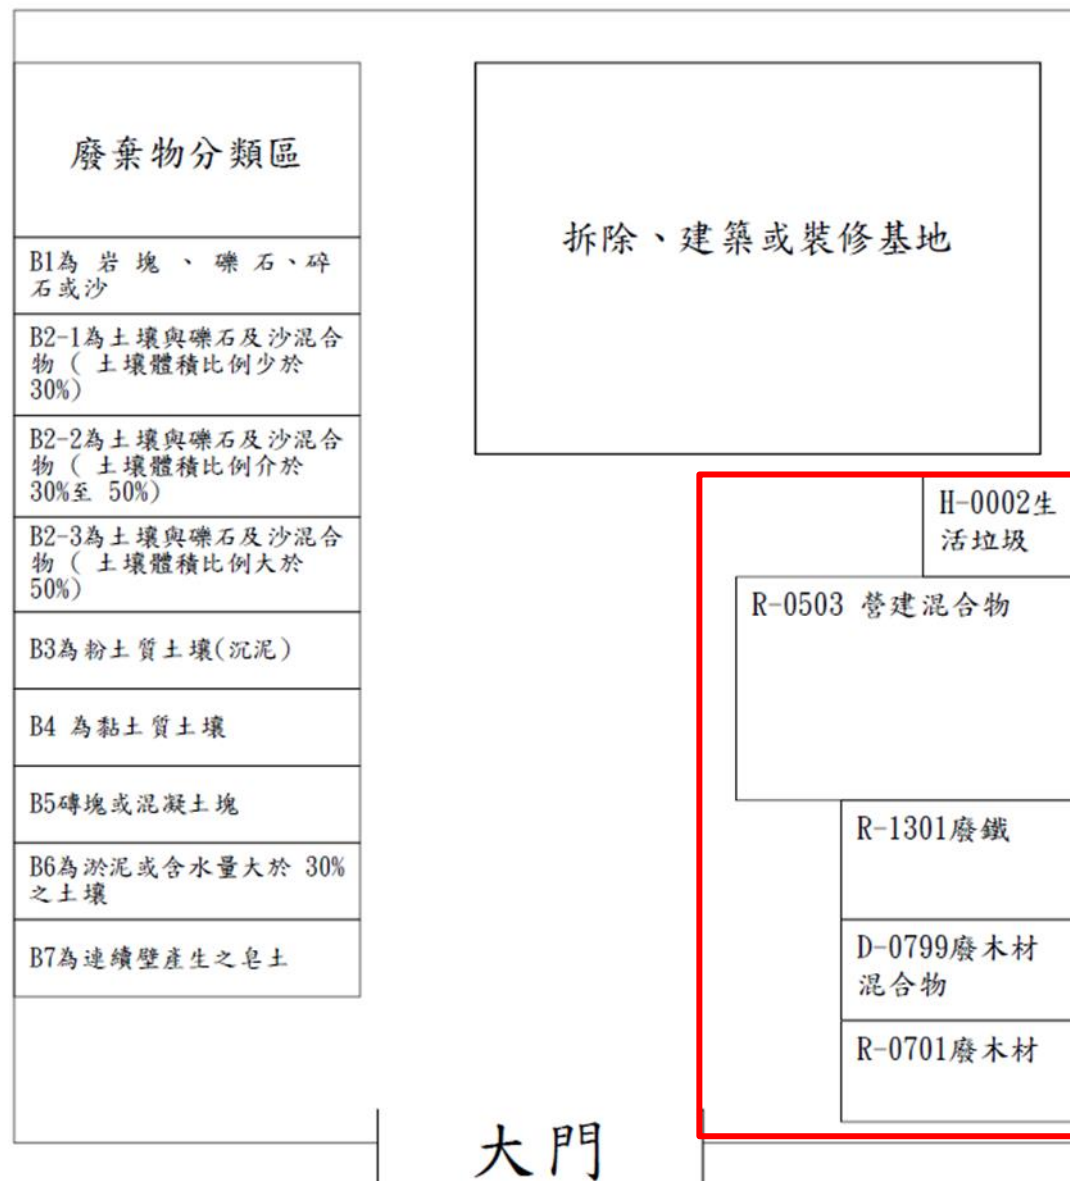 廢棄物分類區
B1為 岩 塊 、 礫 石、碎
石或沙
B2-1為土壤與礫石及沙混合
物 ( 土壤體積比例少於
30%)
B2-2為土壤與礫石及沙混合
物 ( 土壤體積比例介於
30%至 50%)
B2-3為土壤與礫石及沙混合
物 ( 土壤體積比例大於
50%)
B3為粉土質土壤(沉泥)
B4 為黏土質土壤
B5磚塊或混凝土塊
B6為淤泥或含水量大於 30%
之土壤
B7為連續壁產生之皂土
拆除、建築或裝修基地
H-0002生
活垃圾
R-0503 營建混合物
R-1301廢鐵
D-0799廢木材
混合物
R-0701廢木材
大門